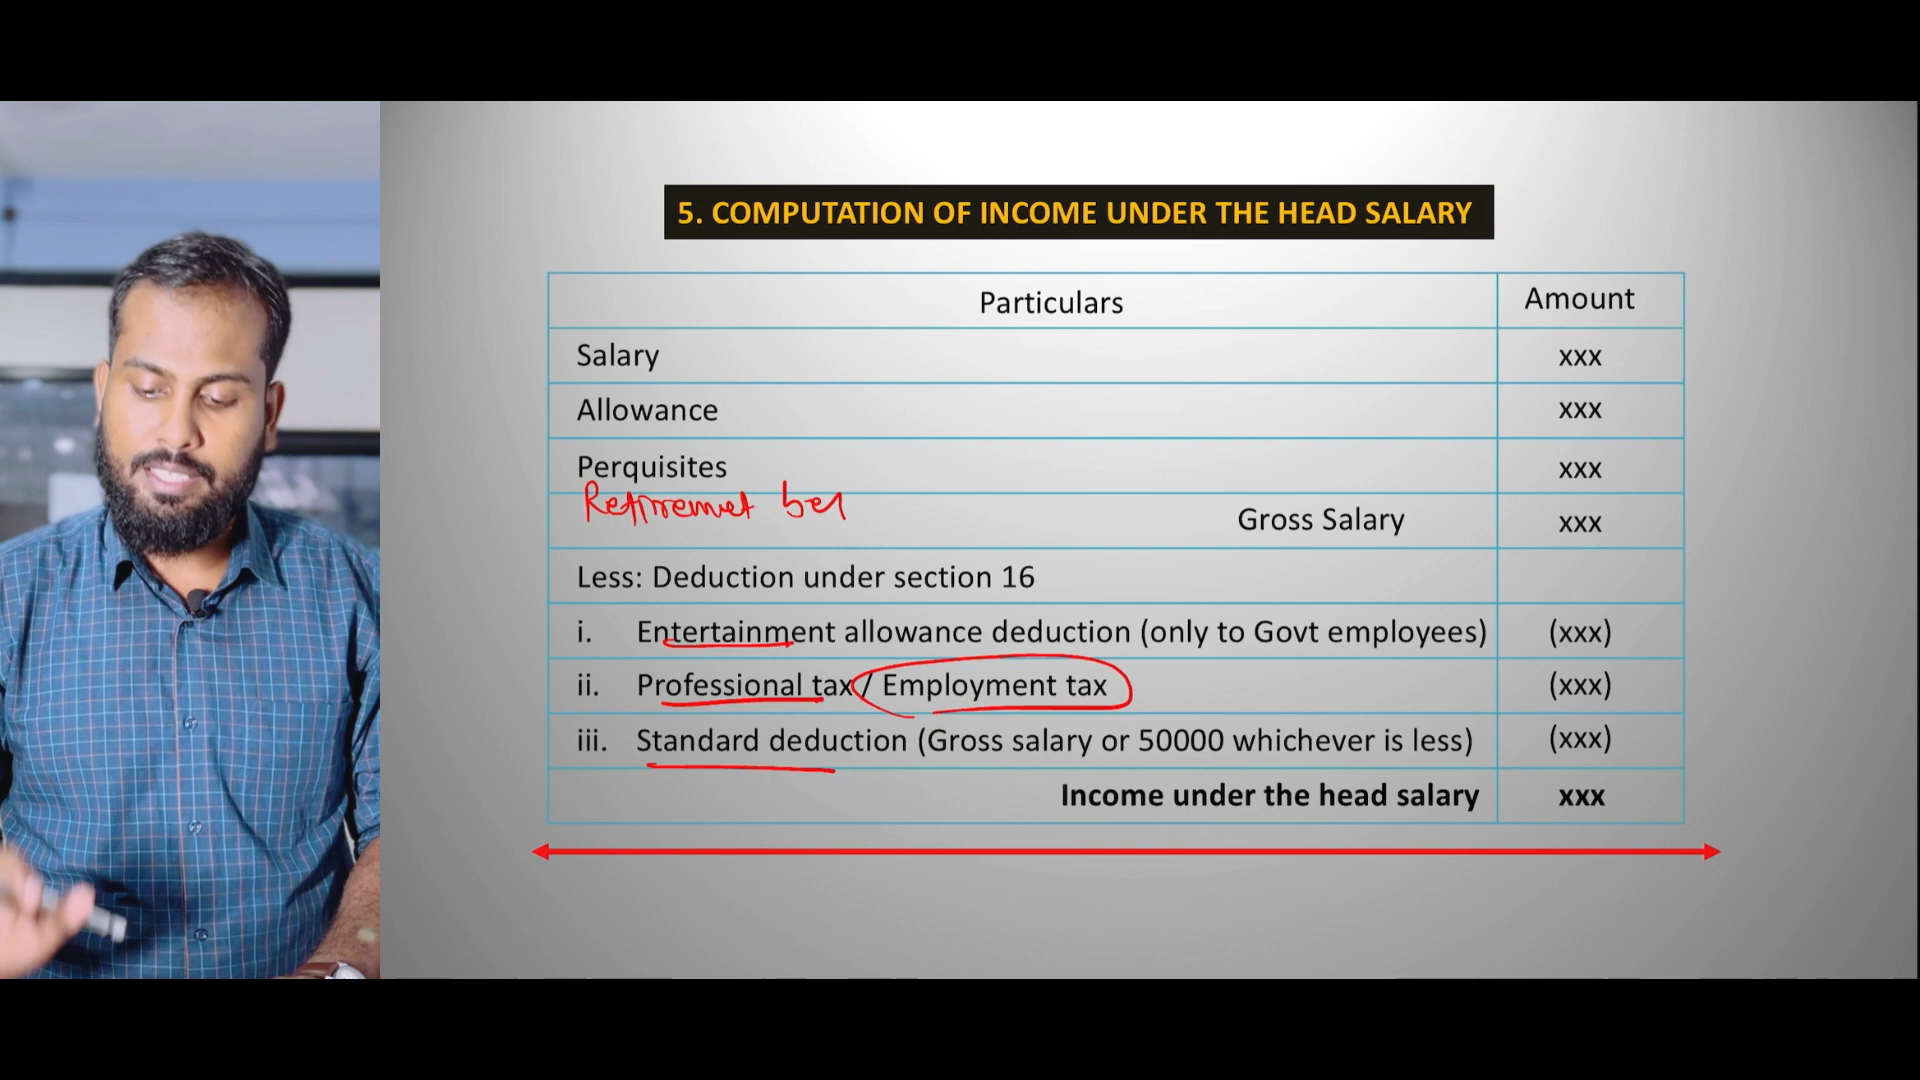 5. COMPUTATION OF INCOME UNDER THE HEAD SALARY
Particulars Amount
Salary xxx
Allowance xxx
Perquisites xxx
Retiremet ben
Gross Salary xxx
Less: Deduction under section 16
i. Entertainment allowance deduction (only to Govt employees) (xxx)
ii. Professional tax / Employment tax (xxx)
iii. Standard deduction (Gross salary or 50000 whichever is less) (xxx)
Income under the head salary xxx